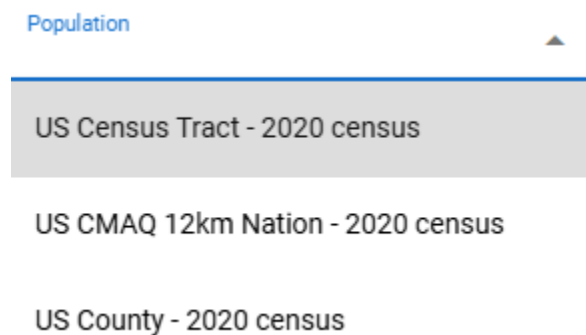 Population
US Census Tract - 2020 census
US CMAQ 12km Nation - 2020 census
US County - 2020 census